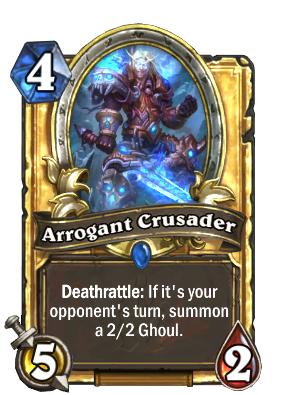 4
Arrogant Crusader
Deathrattle: If it's your
opponent's turn, summon
a 2/2 Ghoul.
5
2